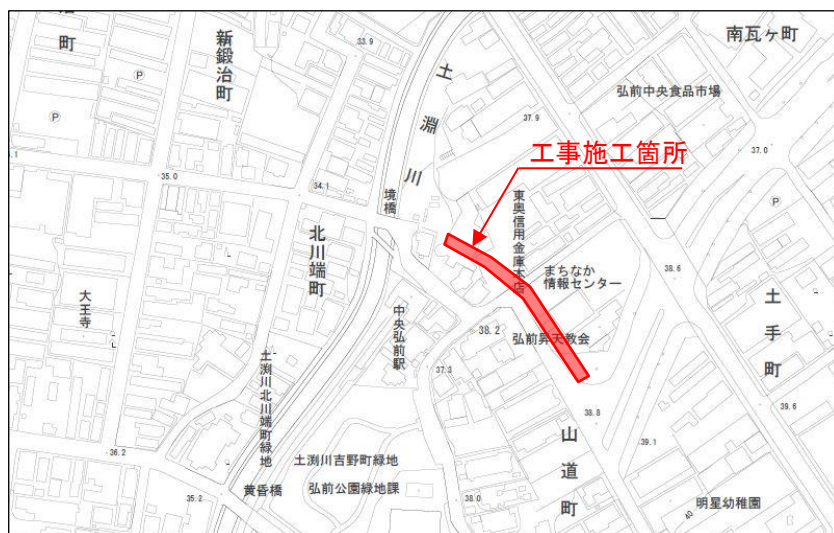 町
新鍛治町
33.9
土淵川
南瓦ヶ町
弘前中央食品市場
P
P
37.9
工事施工箇所
37.0
35.0
34.1
境橋
東奥信用金庫本店
P
北川端町
まちなか
情報センター
38.6
大王寺
中央弘前駅
38.2
弘前昇天教会
土手町
37.3
土淵川北川端町緑地
38.8
39.6
36.2
山道町
39.1
土渕川吉野町緑地
35.2
黄昏橋
弘前公園緑地課
38.0
明星幼稚園
40